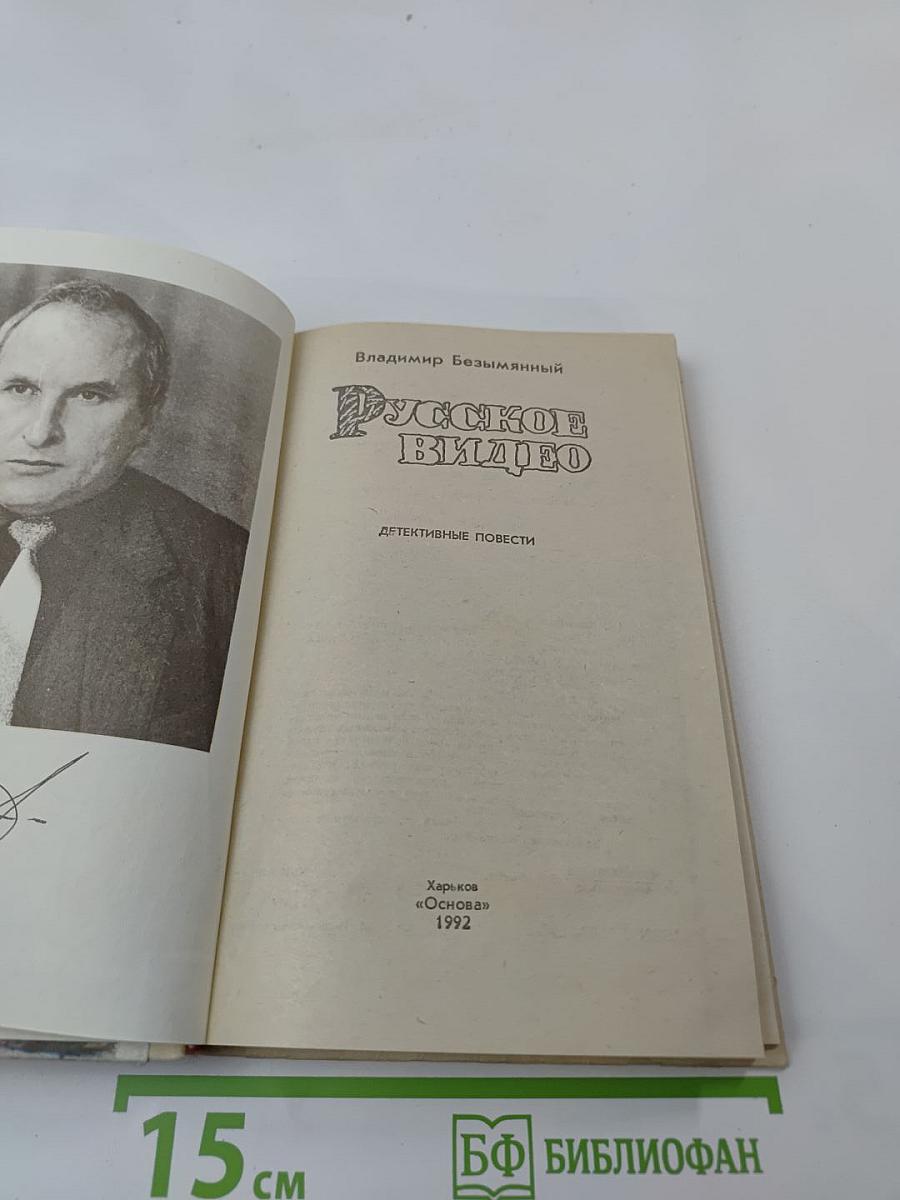 Владимир Безымянный
Русское
видео
ДЕТЕКТИВНЫЕ ПОВЕСТИ
Харьков
«Основа»
1992
15 см
БФ БИБЛИОФАН